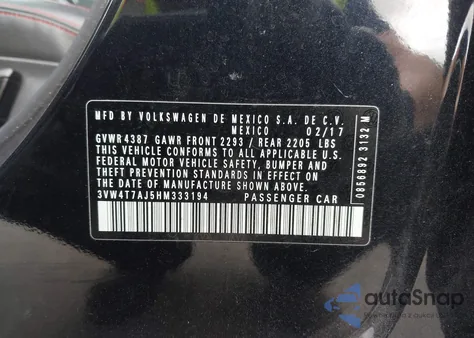 MFD BY VOLKSWAGEN DE MEXICO S.A. DE C.V.
MEXICO 02/17
GVWR 4387 GAWR FRONT 2293 / REAR 2205 LBS
THIS VEHICLE CONFORMS TO ALL APPLICABLE U.S.
FEDERAL MOTOR VEHICLE SAFETY, BUMPER AND
THEFT PREVENTION STANDARDS IN EFFECT ON THE
DATE OF MANUFACTURE SHOWN ABOVE.
3VW4T7AJ5HM333194 PASSENGER CAR
0856892 3132 M
autoSnap